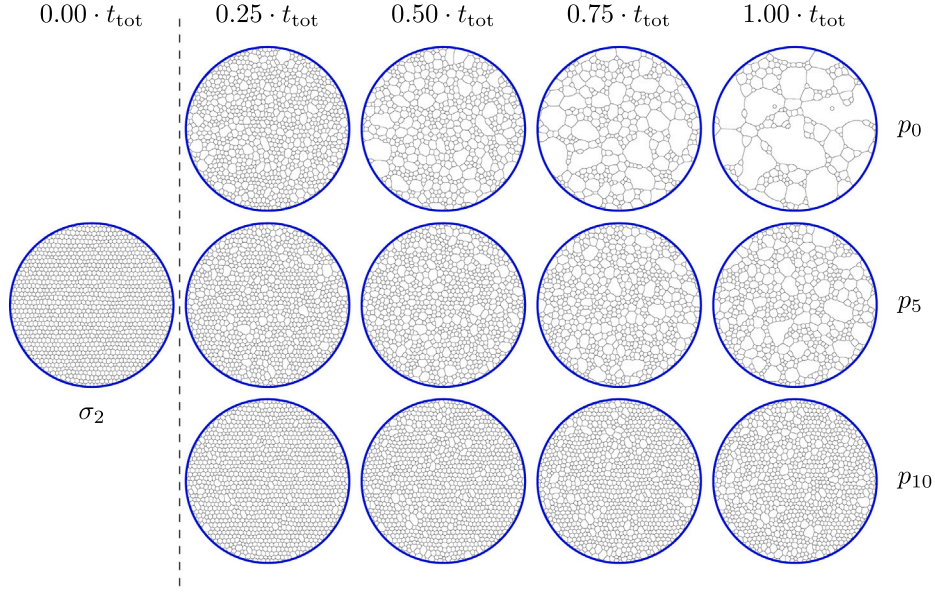 0.00 · t_tot 0.25 · t_tot 0.50 · t_tot 0.75 · t_tot 1.00 · t_tot
p_0
p_5
σ_2
p_10